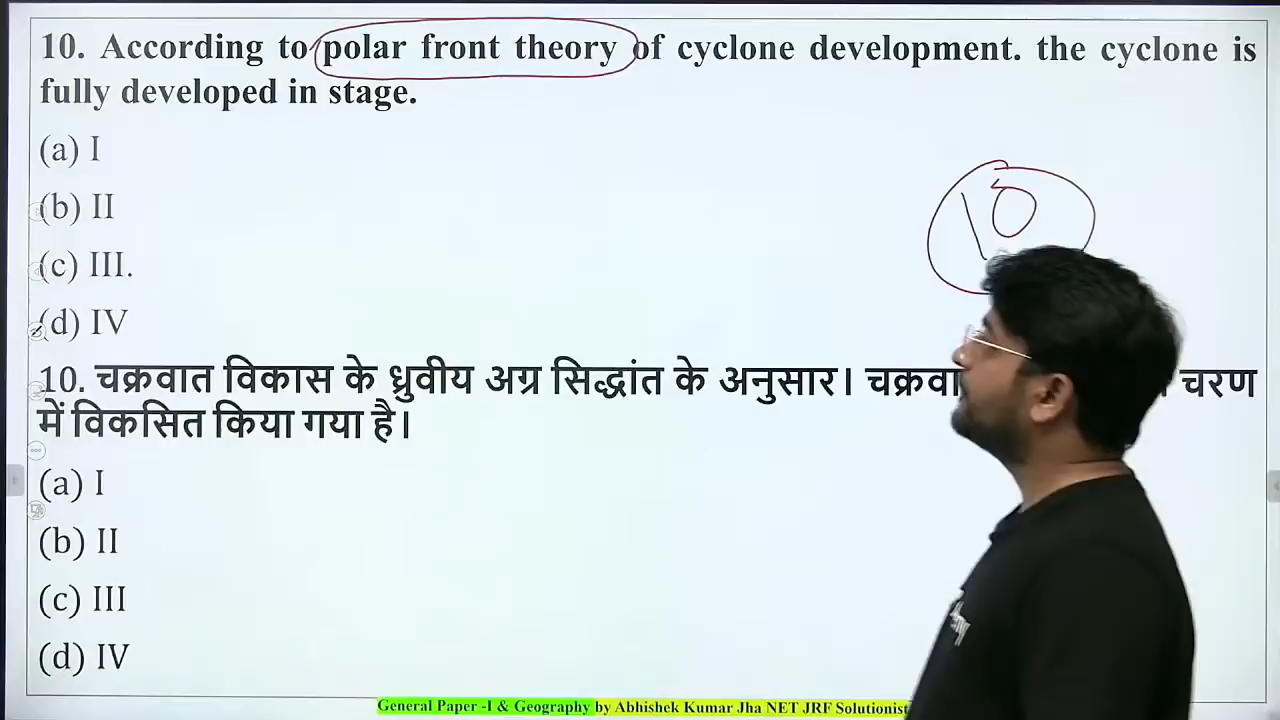 10. According to polar front theory of cyclone development. the cyclone is
fully developed in stage.
(a) I
(b) II
(c) III.
(d) IV
10
10. चक्रवात विकास के ध्रुवीय अग्र सिद्धांत के अनुसार। चरण
में विकसित किया गया है।
(a) I
(b) II
(c) III
(d) IV
General Paper -I & Geography by Abhishek Kumar Jha NET JRF Solutionist